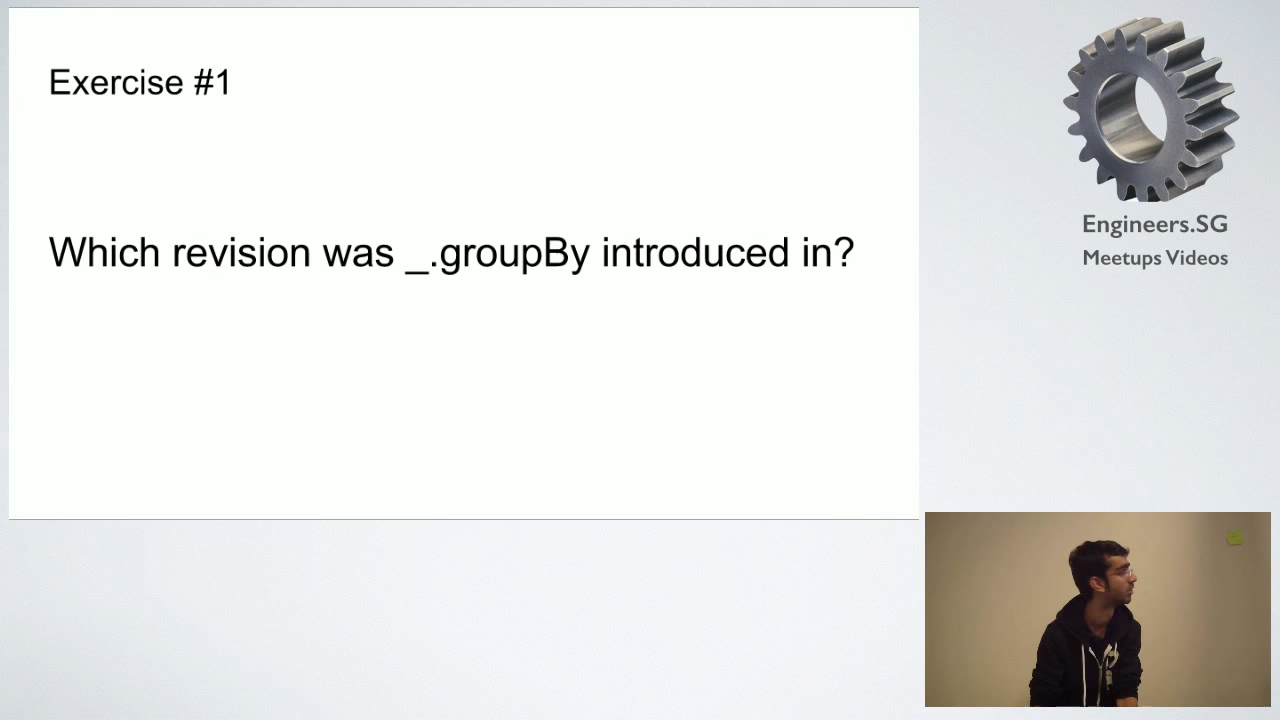 Exercise #1
Which revision was _.groupBy introduced in?
Engineers.SG
Meetups Videos